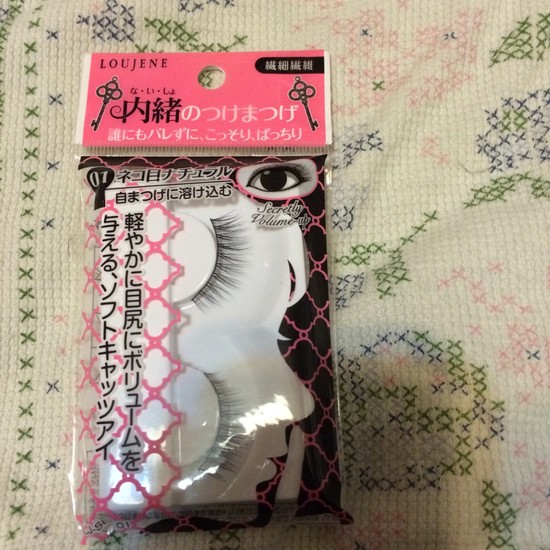 LOUJENE
繊細繊維
な・い・しょ
内緒のつけまつげ
誰にもバレずに、こっそり、ぱっちり
01 ネコ目ナチュラル
自まつげに溶け込む
Secretly
Volume-up
軽やかに目尻にボリュームを
与える、ソフトキャッツアイ